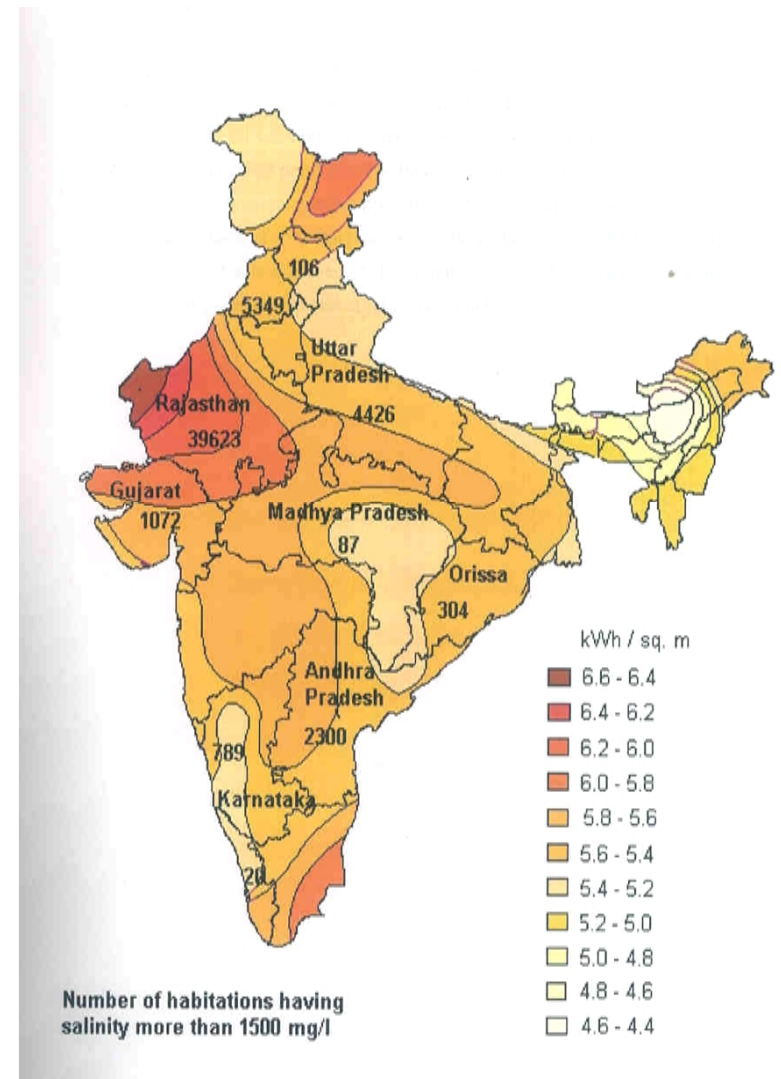 106
5349
Uttar
Pradesh
Rajasthan
4426
39623
Gujarat
1072
Madhya Pradesh
87
Orissa
304
Andhra
Pradesh
2300
789
Karnataka
20
kWh / sq. m
6.6 - 6.4
6.4 - 6.2
6.2 - 6.0
6.0 - 5.8
5.8 - 5.6
5.6 - 5.4
5.4 - 5.2
5.2 - 5.0
5.0 - 4.8
4.8 - 4.6
4.6 - 4.4
Number of habitations having
salinity more than 1500 mg/l